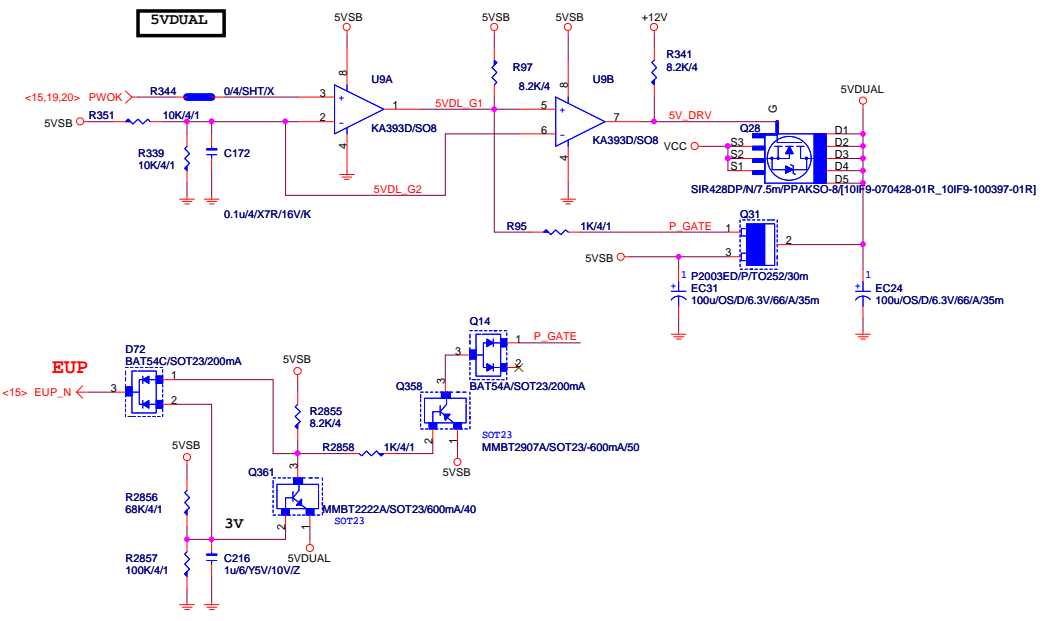 5VDUAL
5VSB
5VSB
5VSB
+12V
R341
8.2K/4
R97
8.2K/4
U9A
U9B
8
8
<15,19,20> PWOK
R344
0/4/SHT/X
3
+
1
5VDL_G1
5
+
7
5V_DRV
G
5VDUAL
5VSB
R351
10K/4/1
2
-
KA393D/SO8
6
-
KA393D/SO8
4
4
Q28
VCC
S3
S2
S1
D1
D2
D3
D4
D5
R339
10K/4/1
C172
0.1u/4/X7R/16V/K
5VDL_G2
SIR428DP/N/7.5m/PPAKSO-8/[10IF9-070428-01R_10IF9-100397-01R]
R95
1K/4/1
P_GATE
Q31
1
2
3
5VSB
P2003ED/P/TO252/30m
+
1
EC31
100u/OS/D/6.3V/66/A/35m
+
1
EC24
100u/OS/D/6.3V/66/A/35m
Q14
1
P_GATE
3
2
BAT54A/SOT23/200mA
D72
BAT54C/SOT23/200mA
EUP
<15> EUP_N
3
1
2
5VSB
R2855
8.2K/4
Q358
3
2
1
SOT23
MMBT2907A/SOT23/-600mA/50
5VSB
R2858
1K/4/1
5VSB
Q361
3
MMBT2222A/SOT23/600mA/40
SOT23
2
1
5VDUAL
R2856
68K/4/1
3V
R2857
100K/4/1
C216
1u/6/Y5V/10V/Z